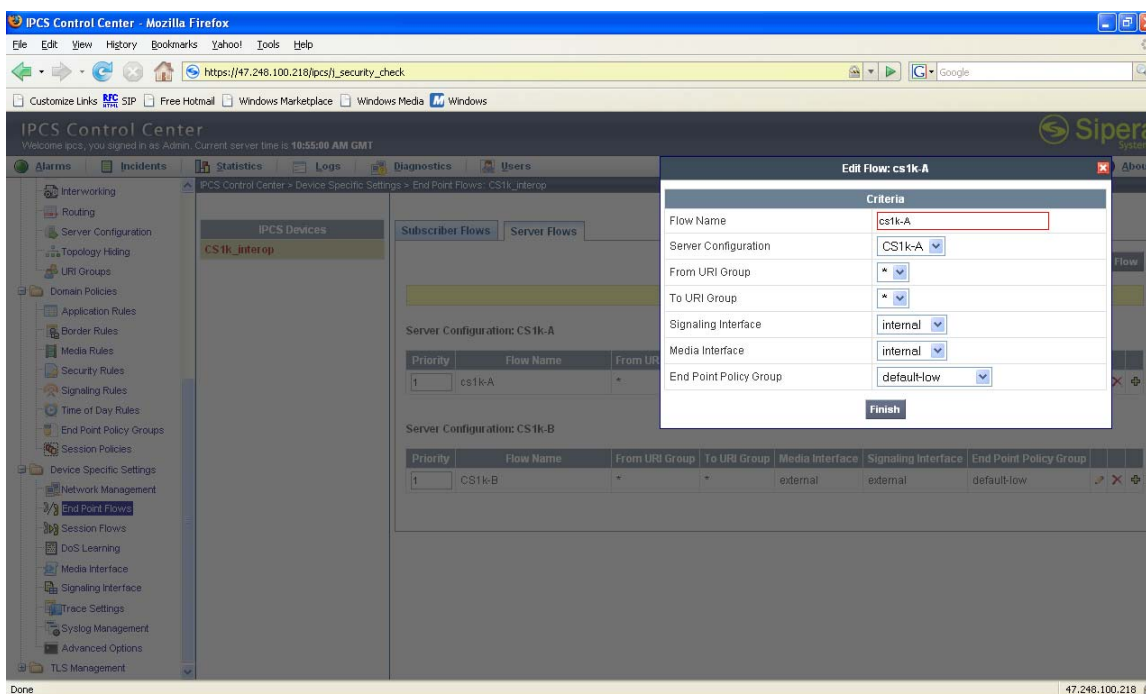 IPCS Control Center - Mozilla Firefox
File Edit View History Bookmarks Yahoo! Tools Help
https://47.248.100.218/ipcs/j_security_check
Google
Customize Links RFC HTML SIP Free Hotmail Windows Marketplace Windows Media Windows
IPCS Control Center
Welcome ipcs, you signed in as Admin. Current server time is 10:55:00 AM GMT
Sipera
System
Alarms Incidents Statistics Logs Diagnostics Users Abou
IPCS Control Center > Device Specific Settings > End Point Flows: CS1k_interop
Interworking
Routing
Server Configuration
Topology Hiding
URI Groups
Domain Policies
Application Rules
Border Rules
Media Rules
Security Rules
Signaling Rules
Time of Day Rules
End Point Policy Groups
Session Policies
Device Specific Settings
Network Management
End Point Flows
Session Flows
DoS Learning
Media Interface
Signaling Interface
Trace Settings
Syslog Management
Advanced Options
TLS Management
IPCS Devices
CS1k_interop
Subscriber Flows Server Flows
Flow
Server Configuration: CS1k-A
Priority Flow Name From UR
1 cs1k-A *
Server Configuration: CS1k-B
Priority Flow Name From URI Group To URI Group Media Interface Signaling Interface End Point Policy Group
1 CS1k-B * * external external default-low
Edit Flow: cs1k-A
Criteria
Flow Name cs1k-A
Server Configuration CS1k-A
From URI Group *
To URI Group *
Signaling Interface internal
Media Interface internal
End Point Policy Group default-low
Finish
Done
47.248.100.218